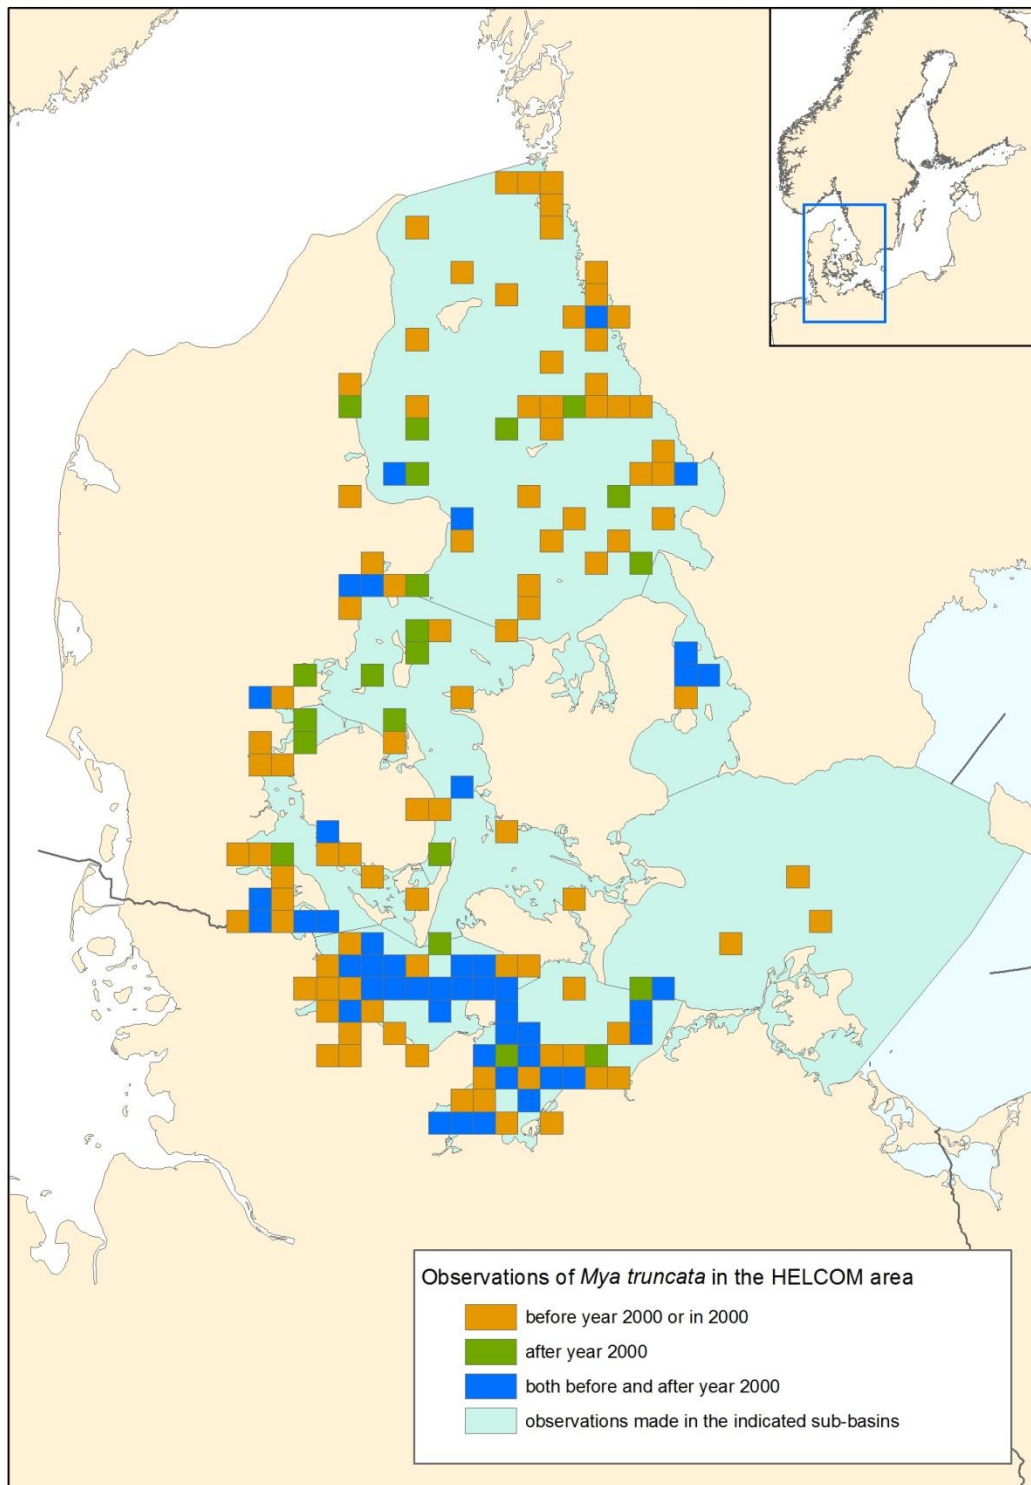 Observations of Mya truncata in the HELCOM area
before year 2000 or in 2000
after year 2000
both before and after year 2000
observations made in the indicated sub-basins